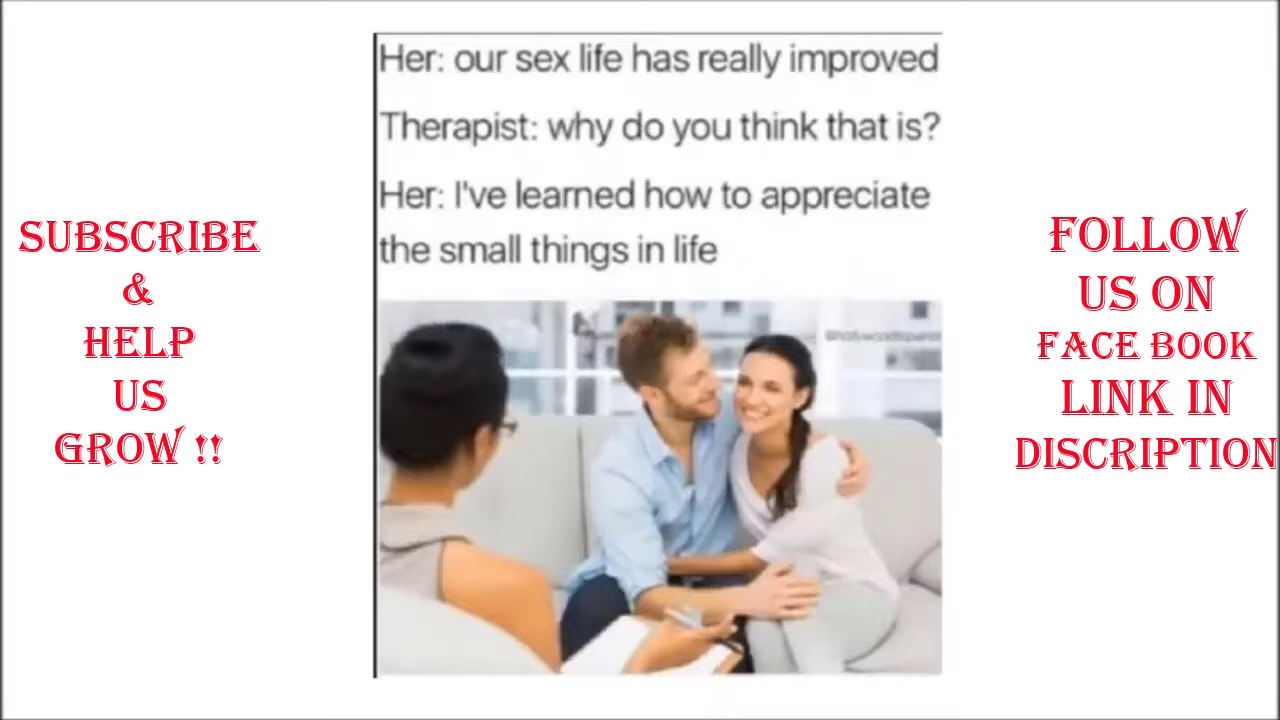 Her: our sex life has really improved
Therapist: why do you think that is?
Her: I've learned how to appreciate
the small things in life
SUBSCRIBE
&
HELP
US
GROW !!
FOLLOW
US ON
FACE BOOK
LINK IN
DISCRIPTION